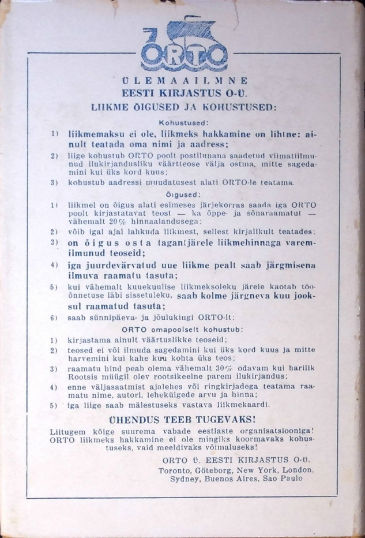 ORTO
ÜLEMAAILMNE
EESTI KIRJASTUS O-Ü.
LIIKME ÕIGUSED JA KOHUSTUSED:
Kohustused:
1) liikmemaksu ei ole, liikmeks hakkamine on lihtne: ai-
nult teatada oma nimi ja aadress;
2) liige kohustub ORTO poolt postilunana saadetud viimatiilmu-
nud ilukirjandusliku väärtteose välja ostma, mitte sageda-
mini kui üks kord kuus;
3) kohustub aadressi muudatusest alati ORTO-le teatama.
Õigused:
1) liikmel on õigus alati esimeses järjekorras saada iga ORTO
poolt kirjastatavat teost — ka õppe- ja sõnaraamatut —
vähemalt 20% hinnaalandusega;
2) võib igal ajal lahkuda liikmest, sellest kirjalikult teatades;
3) on õigus osta tagantjärele liikmehinnaga varem-
ilmunud teoseid;
4) iga juurdevärvatud uue liikme pealt saab järgmisena
ilmuva raamatu tasuta;
5) kui vähemalt kuuekuulise liikmeksoleku järele kaotab töö-
õnnetuse läbi sissetuleku, saab kolme järgneva kuu jook-
sul raamatud tasuta;
6) saab sünnipäeva- ja jõulukingi ORTO-lt;
ORTO omapoolselt kohustub:
1) kirjastama ainult väärtuslikke teoseid;
2) teosed ei või ilmuda sagedamini kui üks kord kuus ja mitte
harvemini kui kahe kuu kohta üks teos;
3) raamatu hind peab olema vähemalt 30% odavam kui harilik
Rootsis müügil olev rootsikeelne parem ilukirjandus;
4) enne väljasaatmist ajalehes või ringkirjadega teatama raa-
matu nime, autori, lehekülgede arvu ja hinna;
5) iga liige saab mälestuseks vastava liikmekaardi.
ÜHENDUS TEEB TUGEVAKS!
Liitugem kõige suurema vabade eestlaste organisatsiooniga!
ORTO liikmeks hakkamine ei ole mingiks koormavaks kohus-
tuseks, vaid meeldivaks võimaluseks!
ORTO Ü. EESTI KIRJASTUS O-Ü.
Toronto, Göteborg, New York, London,
Sydney, Buenos Aires, Sao Paulo